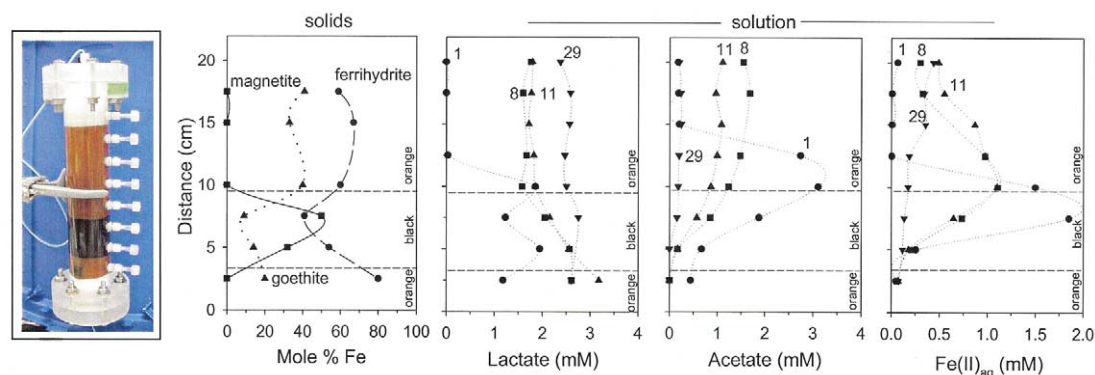 solids
solution
20
15
10
5
0
Distance (cm)
magnetite
ferrihydrite
goethite
orange
black
orange
0 20 40 60 80 100
Mole % Fe
1
29
8
11
0 1 2 3 4
Lactate (mM)
11 8
29
1
orange
black
orange
0 1 2 3 4
Acetate (mM)
1 8
11
29
orange
black
orange
0.0 0.5 1.0 1.5 2.0
Fe(II)aq (mM)